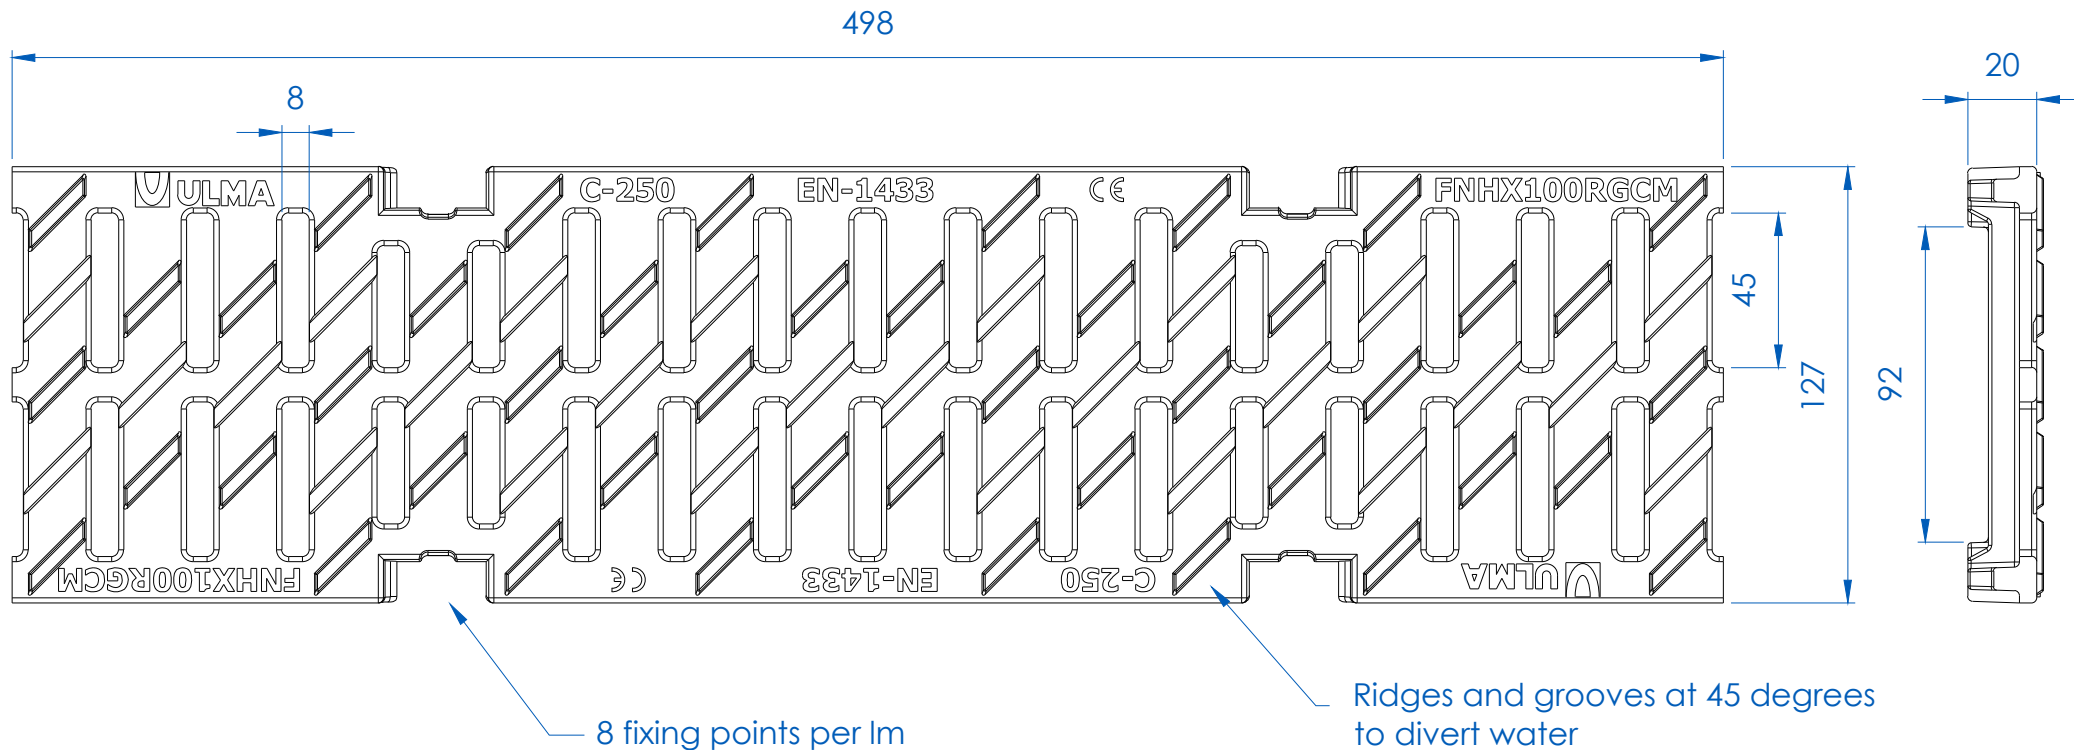 498
20
8
ULMA
C-250
EN-1433
CE
FNHX100RGCM
45
127
92
FNHX100RGCM
CE
EN-1433
C-250
ULMA
Ridges and grooves at 45 degrees
to divert water
8 fixing points per lm